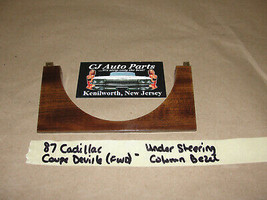 CJ Auto Parts
Kenilworth, New Jersey
87 Cadillac Under Steering
Coupe Deville (FWD) - Column Bezel